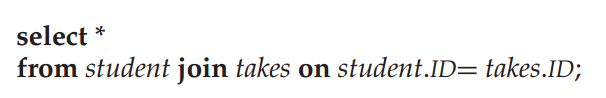 select *
from student join takes on student.ID= takes.ID;